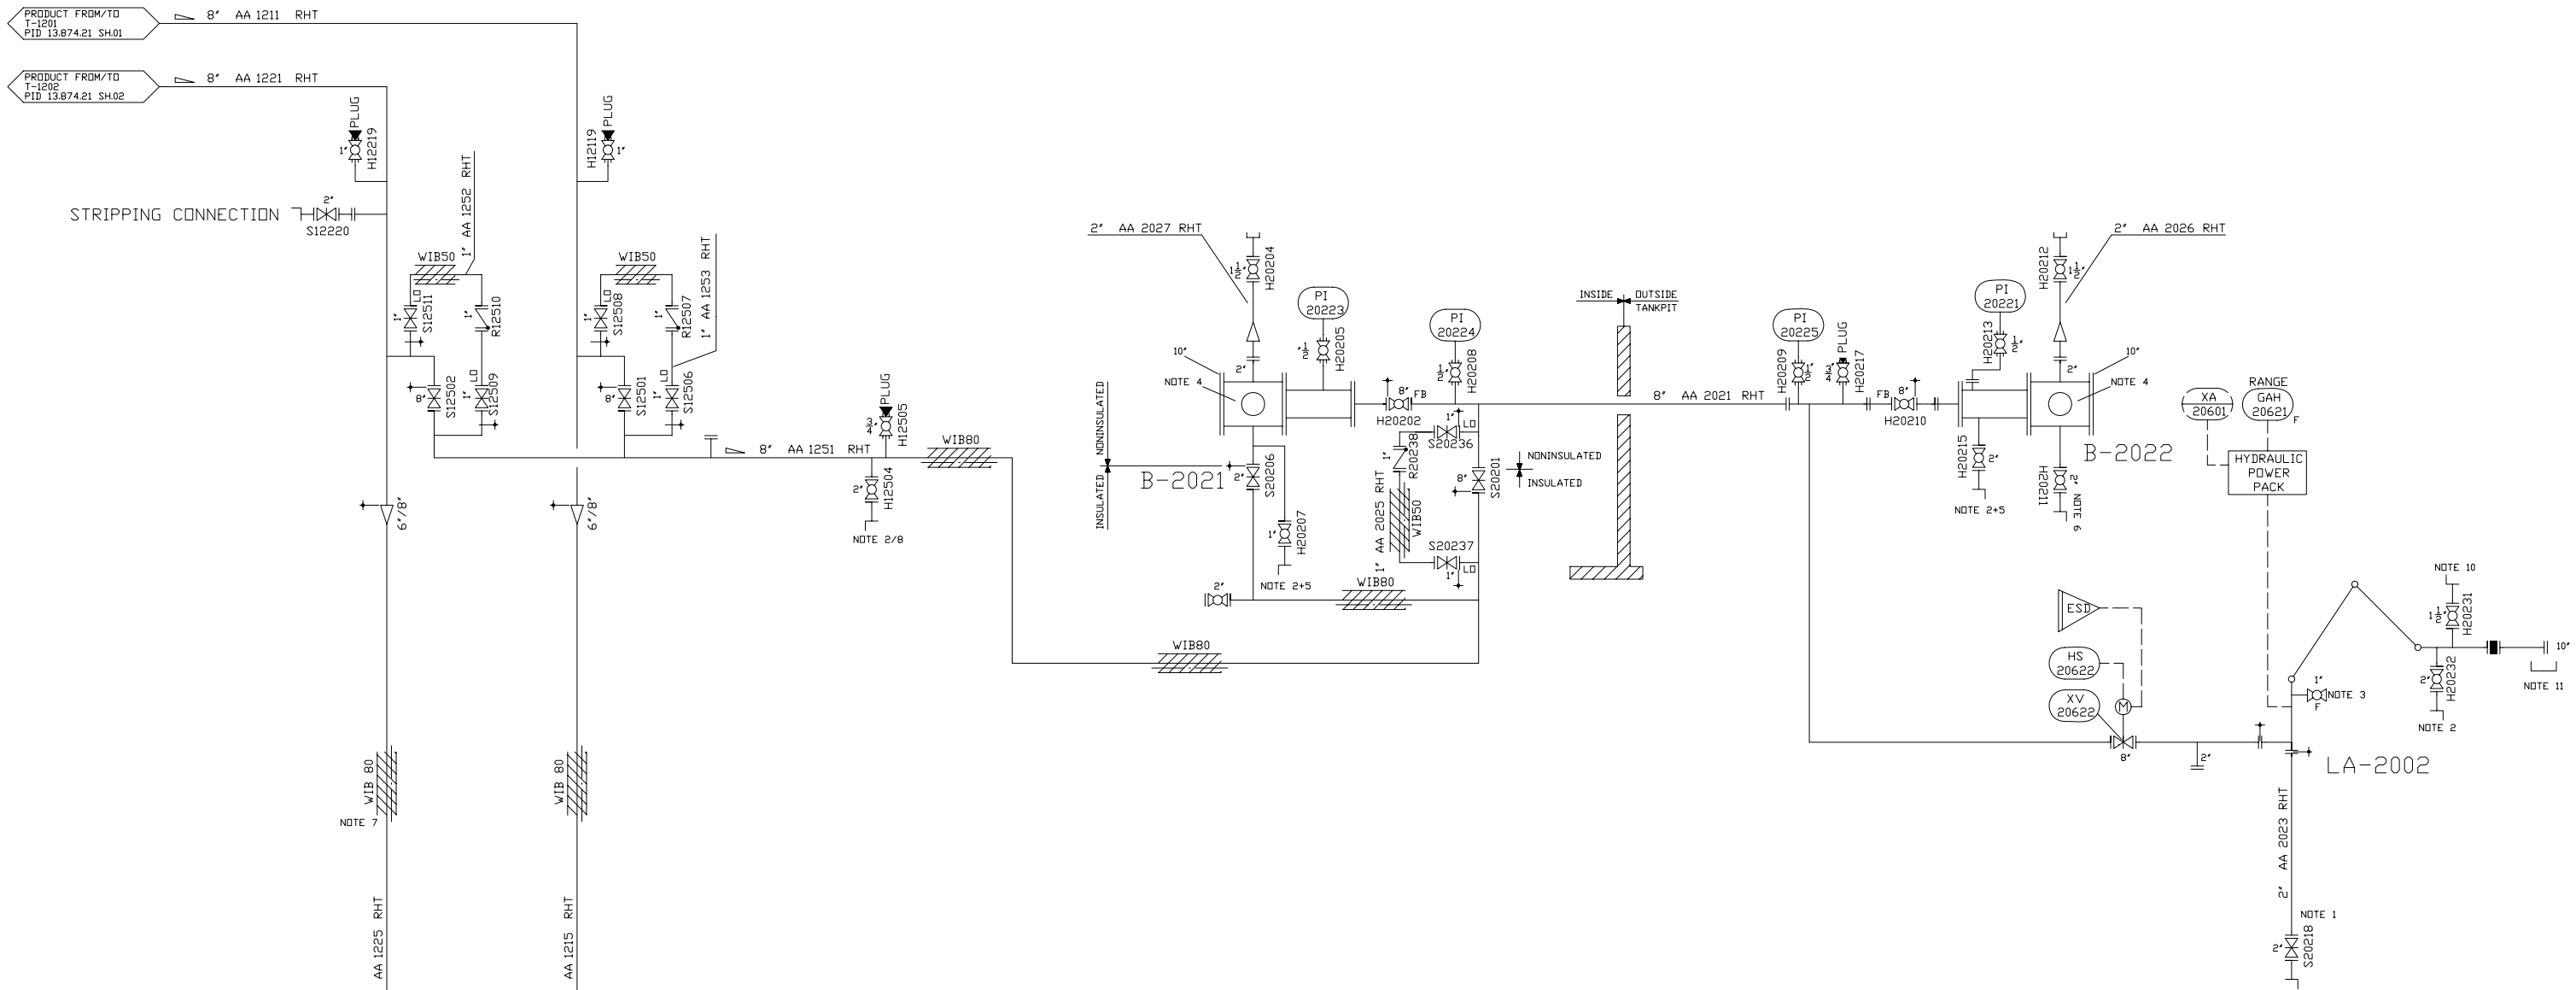 PRODUCT FROM/TO
T-1201
PID 13.874.21 SH.01
8" AA 1211 RHT
PRODUCT FROM/TO
T-1202
PID 13.874.21 SH.02
8" AA 1221 RHT
PLUG
1"
H12219
PLUG
H12119
1"
STRIPPING CONNECTION
2"
S12220
1" AA 1252 RHT
WIB50
LO
1"
S12511
1"
R12510
8"
S12502
LO
1"
S12509
WIB50
LO
1"
S12508
1"
R12507
1" AA 1253 RHT
8"
S12501
LO
1"
S12506
8" AA 1251 RHT
PLUG
3/4"
H12505
2"
H12504
NOTE 2/8
WIB80
6"/8"
6"/8"
WIB 80
NOTE 7
WIB 80
AA 1225 RHT
AA 1215 RHT
2" AA 2027 RHT
1 1/2"
H20204
PI
20223
"1/2
H20205
10"
2"
NOTE 4
NONINSULATED
INSULATED
B-2021
2"
S20206
1"
H20207
NOTE 2+5
2"
WIB80
WIB80
8"
FB
H20202
PI
20224
1/2"
H20208
1"
LO
S20236
1"
R20238
1" AA 2025 RHT
WIB50
S20237
1"
LO
8"
S20201
NONINSULATED
INSULATED
INSIDE
OUTSIDE
TANKPIT
8" AA 2021 RHT
PI
20225
H20209
1/2"
PLUG
3/4"
H20217
FB
8"
H20210
PI
20221
H20213
1/2"
H20212
1 1/2"
2" AA 2026 RHT
10"
2"
NOTE 4
B-2022
H20215
2"
NOTE 2+5
H20211
2"
NOTE 6
XA
20601
RANGE
GAH
20621
F
HYDRAULIC
POWER
PACK
ESD
HS
20622
XV
20622
M
8"
2"
LA-2002
1"
NOTE 3
F
NOTE 10
1 1/2"
H20231
2"
H20232
NOTE 2
10"
NOTE 11
2" AA 2023 RHT
NOTE 1
2"
S20218